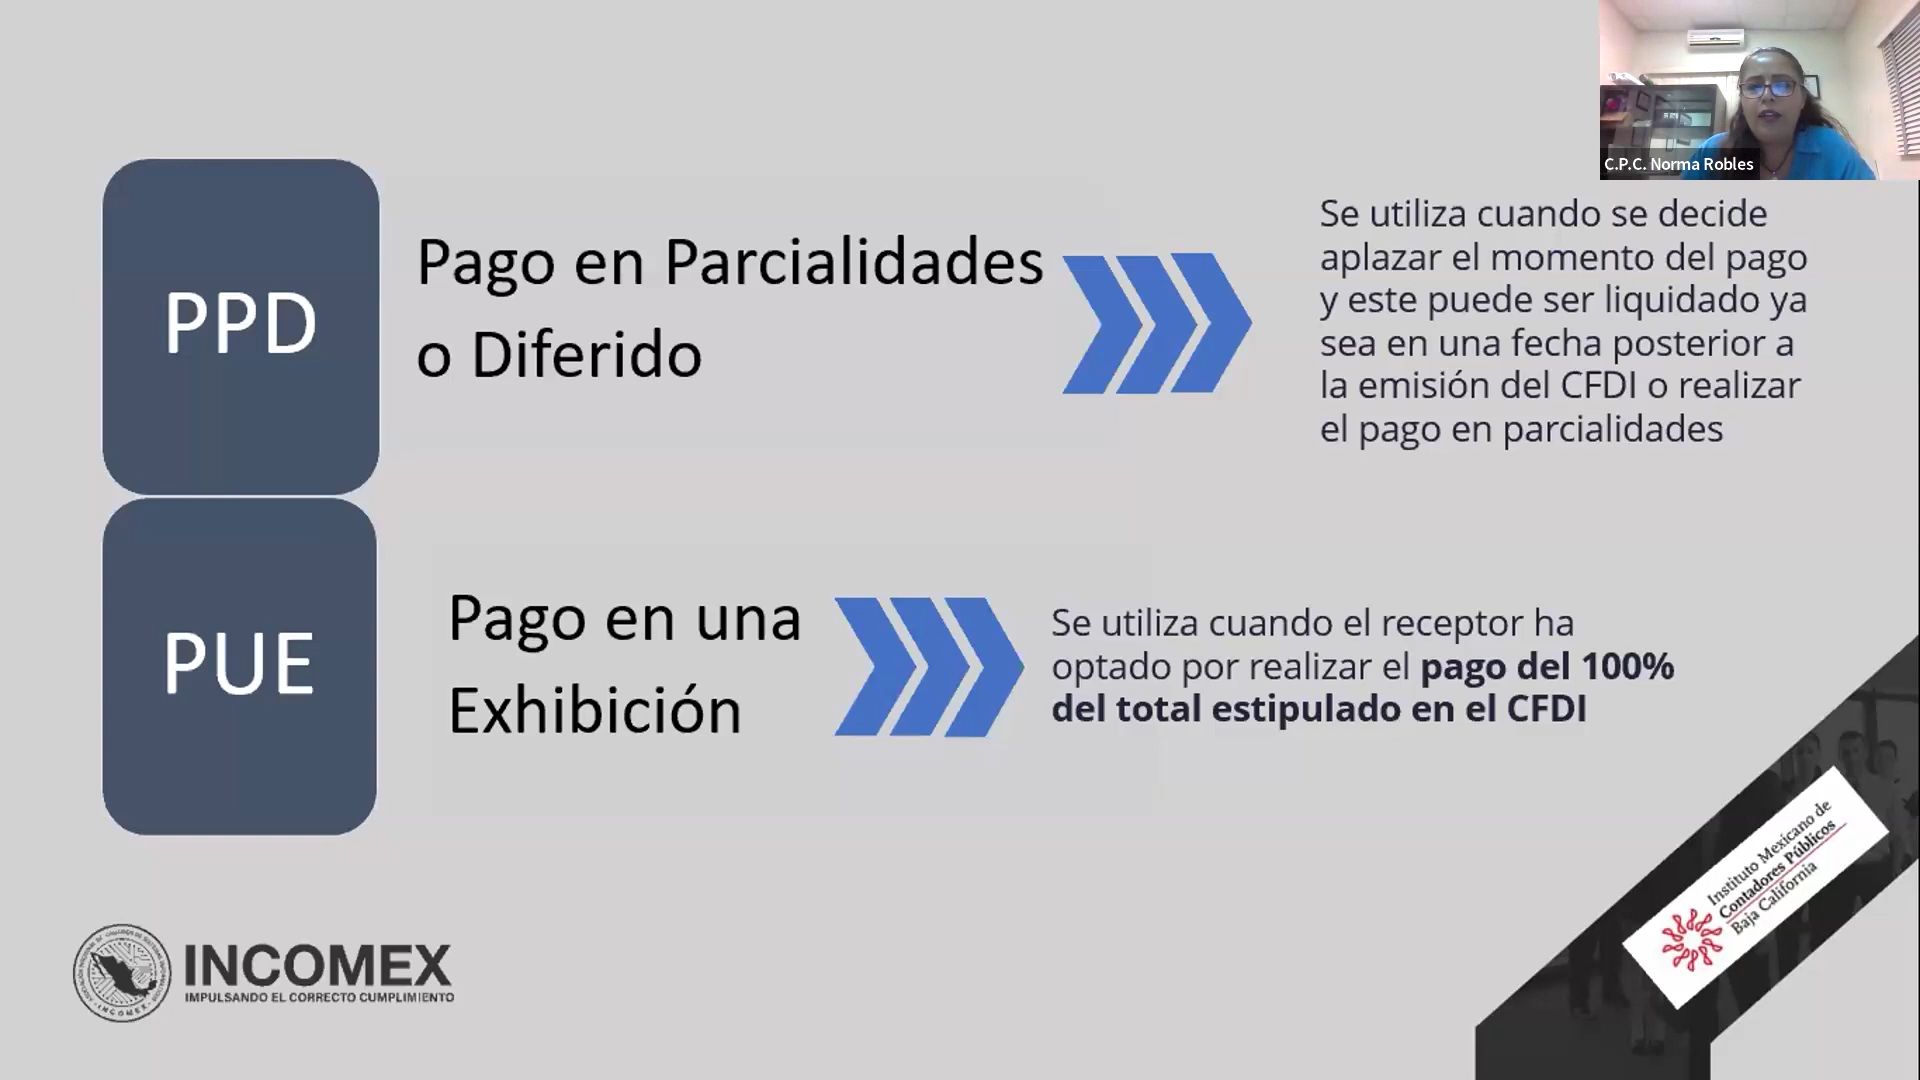 C.P.C. Norma Robles
PPD
Pago en Parcialidades
o Diferido
Se utiliza cuando se decide
aplazar el momento del pago
y este puede ser liquidado ya
sea en una fecha posterior a
la emisión del CFDI o realizar
el pago en parcialidades
PUE
Pago en una
Exhibición
Se utiliza cuando el receptor ha
optado por realizar el pago del 100%
del total estipulado en el CFDI
INCOMEX
IMPULSANDO EL CORRECTO CUMPLIMIENTO
INCOMEX
Instituto Mexicano de
Contadores Públicos
Baja California